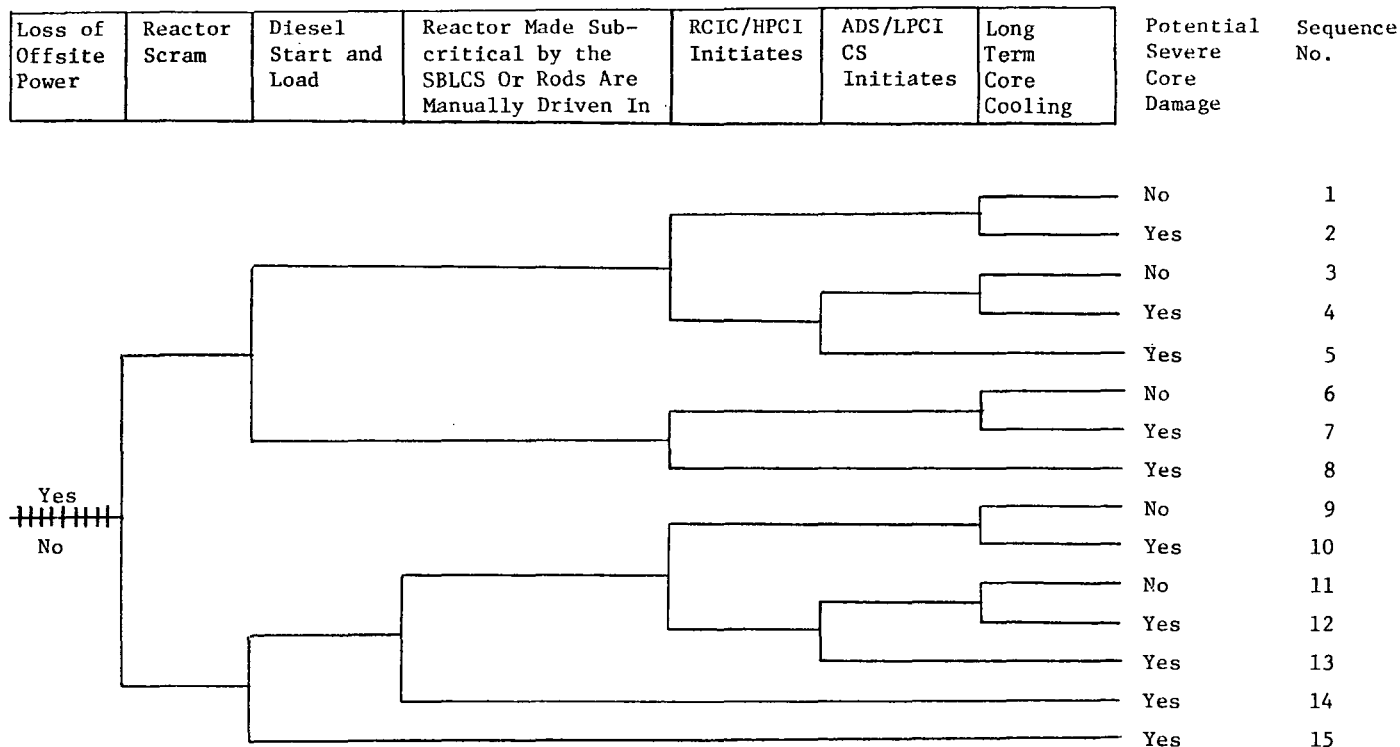 Loss of
Offsite
Power
Reactor
Scram
Diesel
Start and
Load
Reactor Made Sub-
critical by the
SBLCS Or Rods Are
Manually Driven In
RCIC/HPCI
Initiates
ADS/LPCI
CS
Initiates
Long
Term
Core
Cooling
Potential
Severe
Core
Damage
Sequence
No.
No 1
Yes 2
No 3
Yes 4
Yes 5
No 6
Yes 7
Yes 8
Yes
No
No 9
Yes 10
No 11
Yes 12
Yes 13
Yes 14
Yes 15